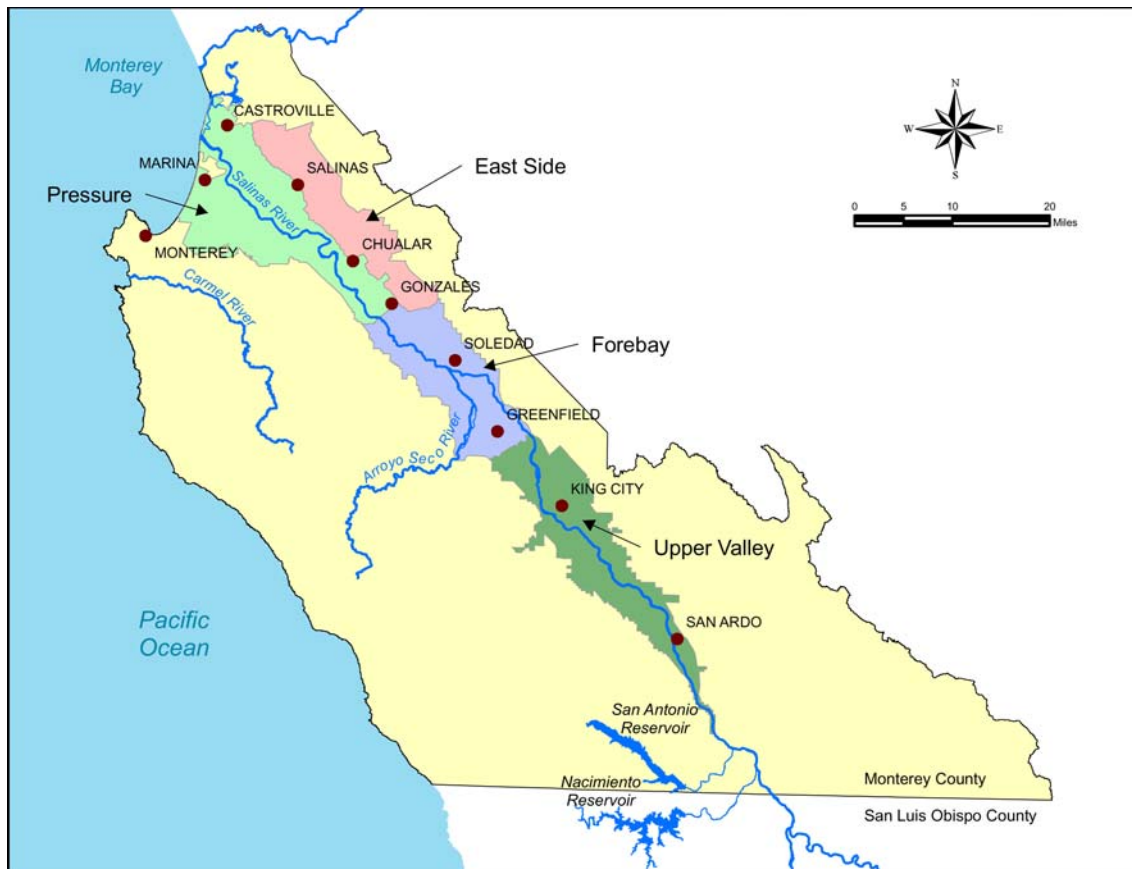 Monterey
Bay
CASTROVILLE
MARINA
SALINAS
East Side
Pressure
Salinas River
CHUALAR
MONTEREY
Carmel River
GONZALES
SOLEDAD
Forebay
GREENFIELD
Arroyo Seco River
KING CITY
Upper Valley
Pacific
Ocean
SAN ARDO
San Antonio
Reservoir
Nacimiento
Reservoir
Monterey County
San Luis Obispo County
N
W
E
S
0 5 10 20
Miles